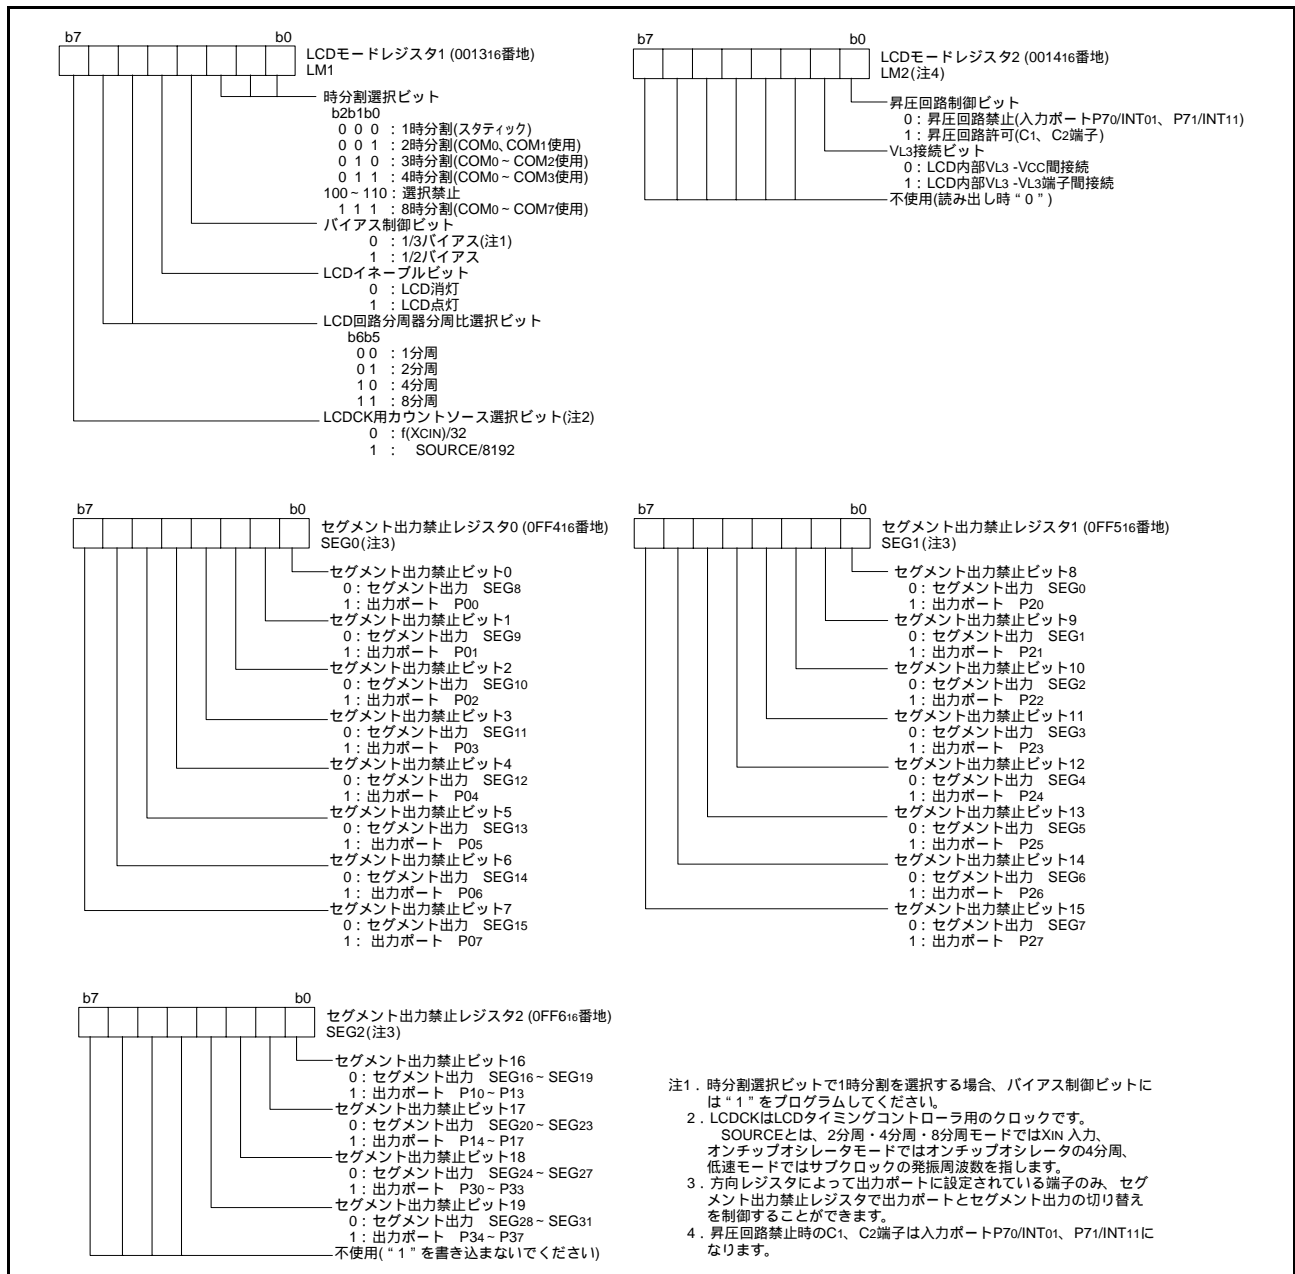 b7 b0
LCDモードレジスタ1 (001316番地)
LM1
時分割選択ビット
b2b1b0
0 0 0 : 1時分割(スタティック)
0 0 1 : 2時分割(COM0、COM1使用)
0 1 0 : 3時分割(COM0 ~ COM2使用)
0 1 1 : 4時分割(COM0 ~ COM3使用)
100 ~ 110 : 選択禁止
1 1 1 : 8時分割(COM0 ~ COM7使用)
バイアス制御ビット
0 : 1/3バイアス(注1)
1 : 1/2バイアス
LCDイネーブルビット
0 : LCD消灯
1 : LCD点灯
LCD回路分周器分周比選択ビット
b6b5
0 0 : 1分周
0 1 : 2分周
1 0 : 4分周
1 1 : 8分周
LCDCK用カウントソース選択ビット(注2)
0 : f(XCIN)/32
1 : SOURCE/8192
b7 b0
LCDモードレジスタ2 (001416番地)
LM2(注4)
昇圧回路制御ビット
0 : 昇圧回路禁止(入力ポートP70/INT01、P71/INT11)
1 : 昇圧回路許可(C1、C2端子)
VL3接続ビット
0 : LCD内部VL3 -VCC間接続
1 : LCD内部VL3 -VL3端子間接続
不使用(読み出し時 “ 0 ” )
b7 b0
セグメント出力禁止レジスタ0 (0FF416番地)
SEG0(注3)
セグメント出力禁止ビット0
0 : セグメント出力 SEG8
1 : 出力ポート P00
セグメント出力禁止ビット1
0 : セグメント出力 SEG9
1 : 出力ポート P01
セグメント出力禁止ビット2
0 : セグメント出力 SEG10
1 : 出力ポート P02
セグメント出力禁止ビット3
0 : セグメント出力 SEG11
1 : 出力ポート P03
セグメント出力禁止ビット4
0 : セグメント出力 SEG12
1 : 出力ポート P04
セグメント出力禁止ビット5
0 : セグメント出力 SEG13
1 : 出力ポート P05
セグメント出力禁止ビット6
0 : セグメント出力 SEG14
1 : 出力ポート P06
セグメント出力禁止ビット7
0 : セグメント出力 SEG15
1 : 出力ポート P07
b7 b0
セグメント出力禁止レジスタ1 (0FF516番地)
SEG1(注3)
セグメント出力禁止ビット8
0 : セグメント出力 SEG0
1 : 出力ポート P20
セグメント出力禁止ビット9
0 : セグメント出力 SEG1
1 : 出力ポート P21
セグメント出力禁止ビット10
0 : セグメント出力 SEG2
1 : 出力ポート P22
セグメント出力禁止ビット11
0 : セグメント出力 SEG3
1 : 出力ポート P23
セグメント出力禁止ビット12
0 : セグメント出力 SEG4
1 : 出力ポート P24
セグメント出力禁止ビット13
0 : セグメント出力 SEG5
1 : 出力ポート P25
セグメント出力禁止ビット14
0 : セグメント出力 SEG6
1 : 出力ポート P26
セグメント出力禁止ビット15
0 : セグメント出力 SEG7
1 : 出力ポート P27
b7 b0
セグメント出力禁止レジスタ2 (0FF616番地)
SEG2(注3)
セグメント出力禁止ビット16
0 : セグメント出力 SEG16 ~ SEG19
1 : 出力ポート P10 ~ P13
セグメント出力禁止ビット17
0 : セグメント出力 SEG20 ~ SEG23
1 : 出力ポート P14 ~ P17
セグメント出力禁止ビット18
0 : セグメント出力 SEG24 ~ SEG27
1 : 出力ポート P30 ~ P33
セグメント出力禁止ビット19
0 : セグメント出力 SEG28 ~ SEG31
1 : 出力ポート P34 ~ P37
不使用( “ 1 ” を書き込まないでください)
注1 . 時分割選択ビットで1時分割を選択する場合、バイアス制御ビットに
は “ 1 ” をプログラムしてください。
2 . LCDCKはLCDタイミングコントローラ用のクロックです。
SOURCEとは、2分周・4分周・8分周モードではXIN 入力、
オンチップオシレータモードではオンチップオシレータの4分周、
低速モードではサブクロックの発振周波数を指します。
3 . 方向レジスタによって出力ポートに設定されている端子のみ、セグ
メント出力禁止レジスタで出力ポートとセグメント出力の切り替え
を制御することができます。
4 . 昇圧回路禁止時のC1、C2端子は入力ポートP70/INT01、P71/INT11に
なります。